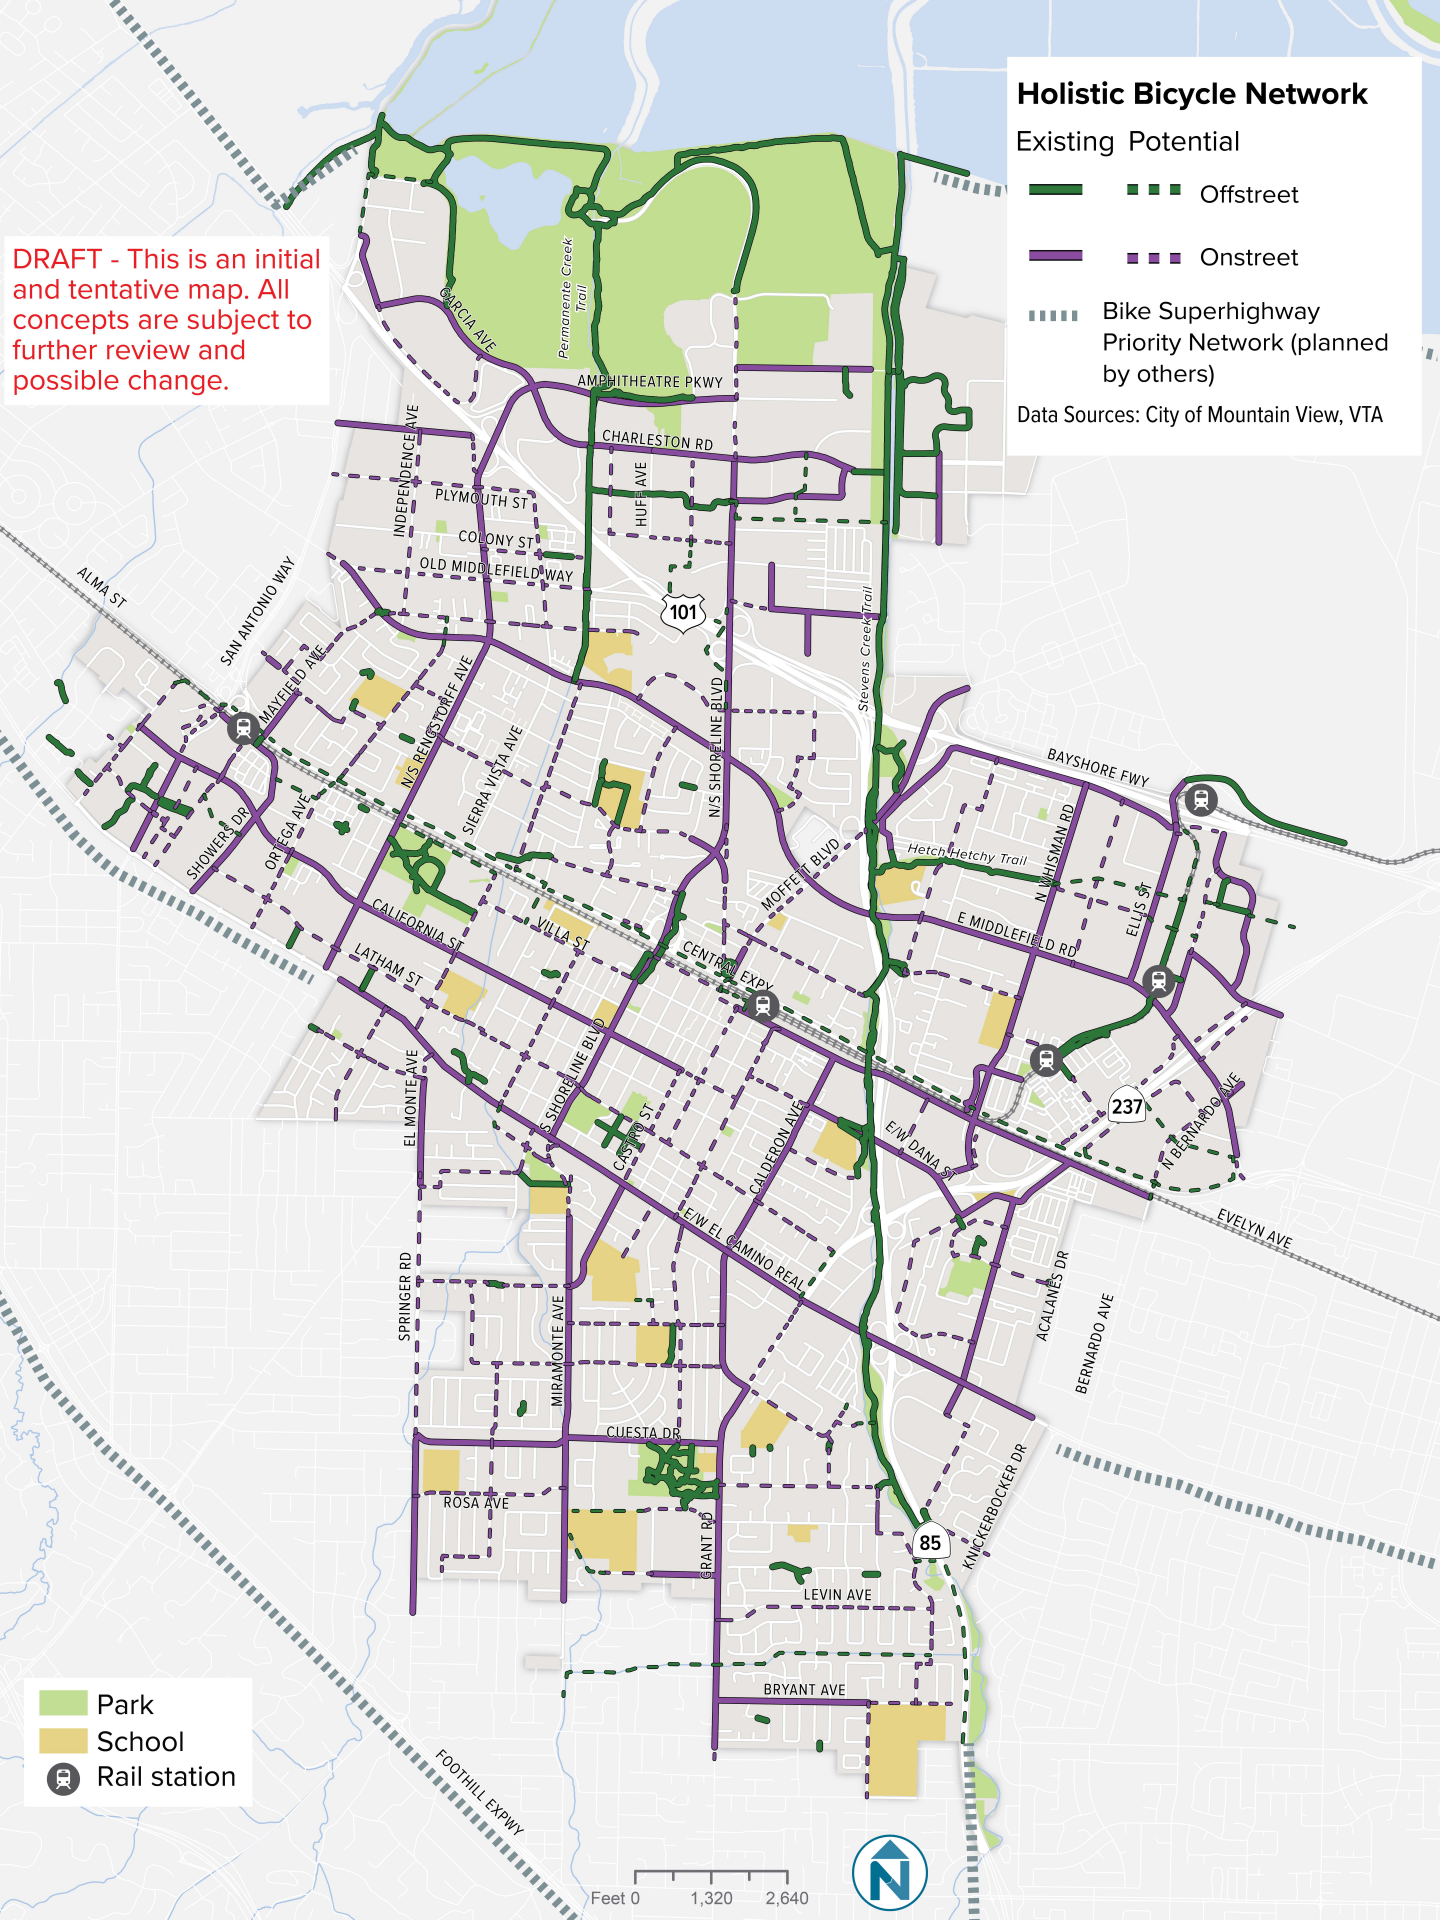 Holistic Bicycle Network
Existing Potential
Offstreet
Onstreet
Bike Superhighway
Priority Network (planned
by others)
Data Sources: City of Mountain View, VTA
DRAFT - This is an initial
and tentative map. All
concepts are subject to
further review and
possible change.
Permanente Creek
Trail
GARCIA AVE
AMPHITHEATRE PKWY
INDEPENDENCE AVE
CHARLESTON RD
HUFF AVE
PLYMOUTH ST
COLONY ST
OLD MIDDLEFIELD WAY
ALMA ST
SAN ANTONIO WAY
101
Stevens Creek Trail
MAYFIELD AVE
N/S RENGSTORFF AVE
SIERRA VISTA AVE
N/S SHORELINE BLVD
BAYSHORE FWY
SHOWERS DR
ORTEGA AVE
MOFFETT BLVD
Hetch Hetchy Trail
N WHISMAN RD
ELLIS ST
CALIFORNIA ST
VILLA ST
E MIDDLEFIELD RD
LATHAM ST
CENTRAL EXPY
EL MONTE AVE
S SHORELINE BLVD
CASTRO ST
CALDERON AVE
E/W DANA ST
237
N BERNARDO AVE
E/W EL CAMINO REAL
EVELYN AVE
SPRINGER RD
MIRAMONTE AVE
ACALANES DR
BERNARDO AVE
CUESTA DR
KNICKERBOCKER DR
ROSA AVE
GRANT RD
85
LEVIN AVE
BRYANT AVE
Park
School
Rail station
FOOTHILL EXPWY
N
Feet 0 1,320 2,640